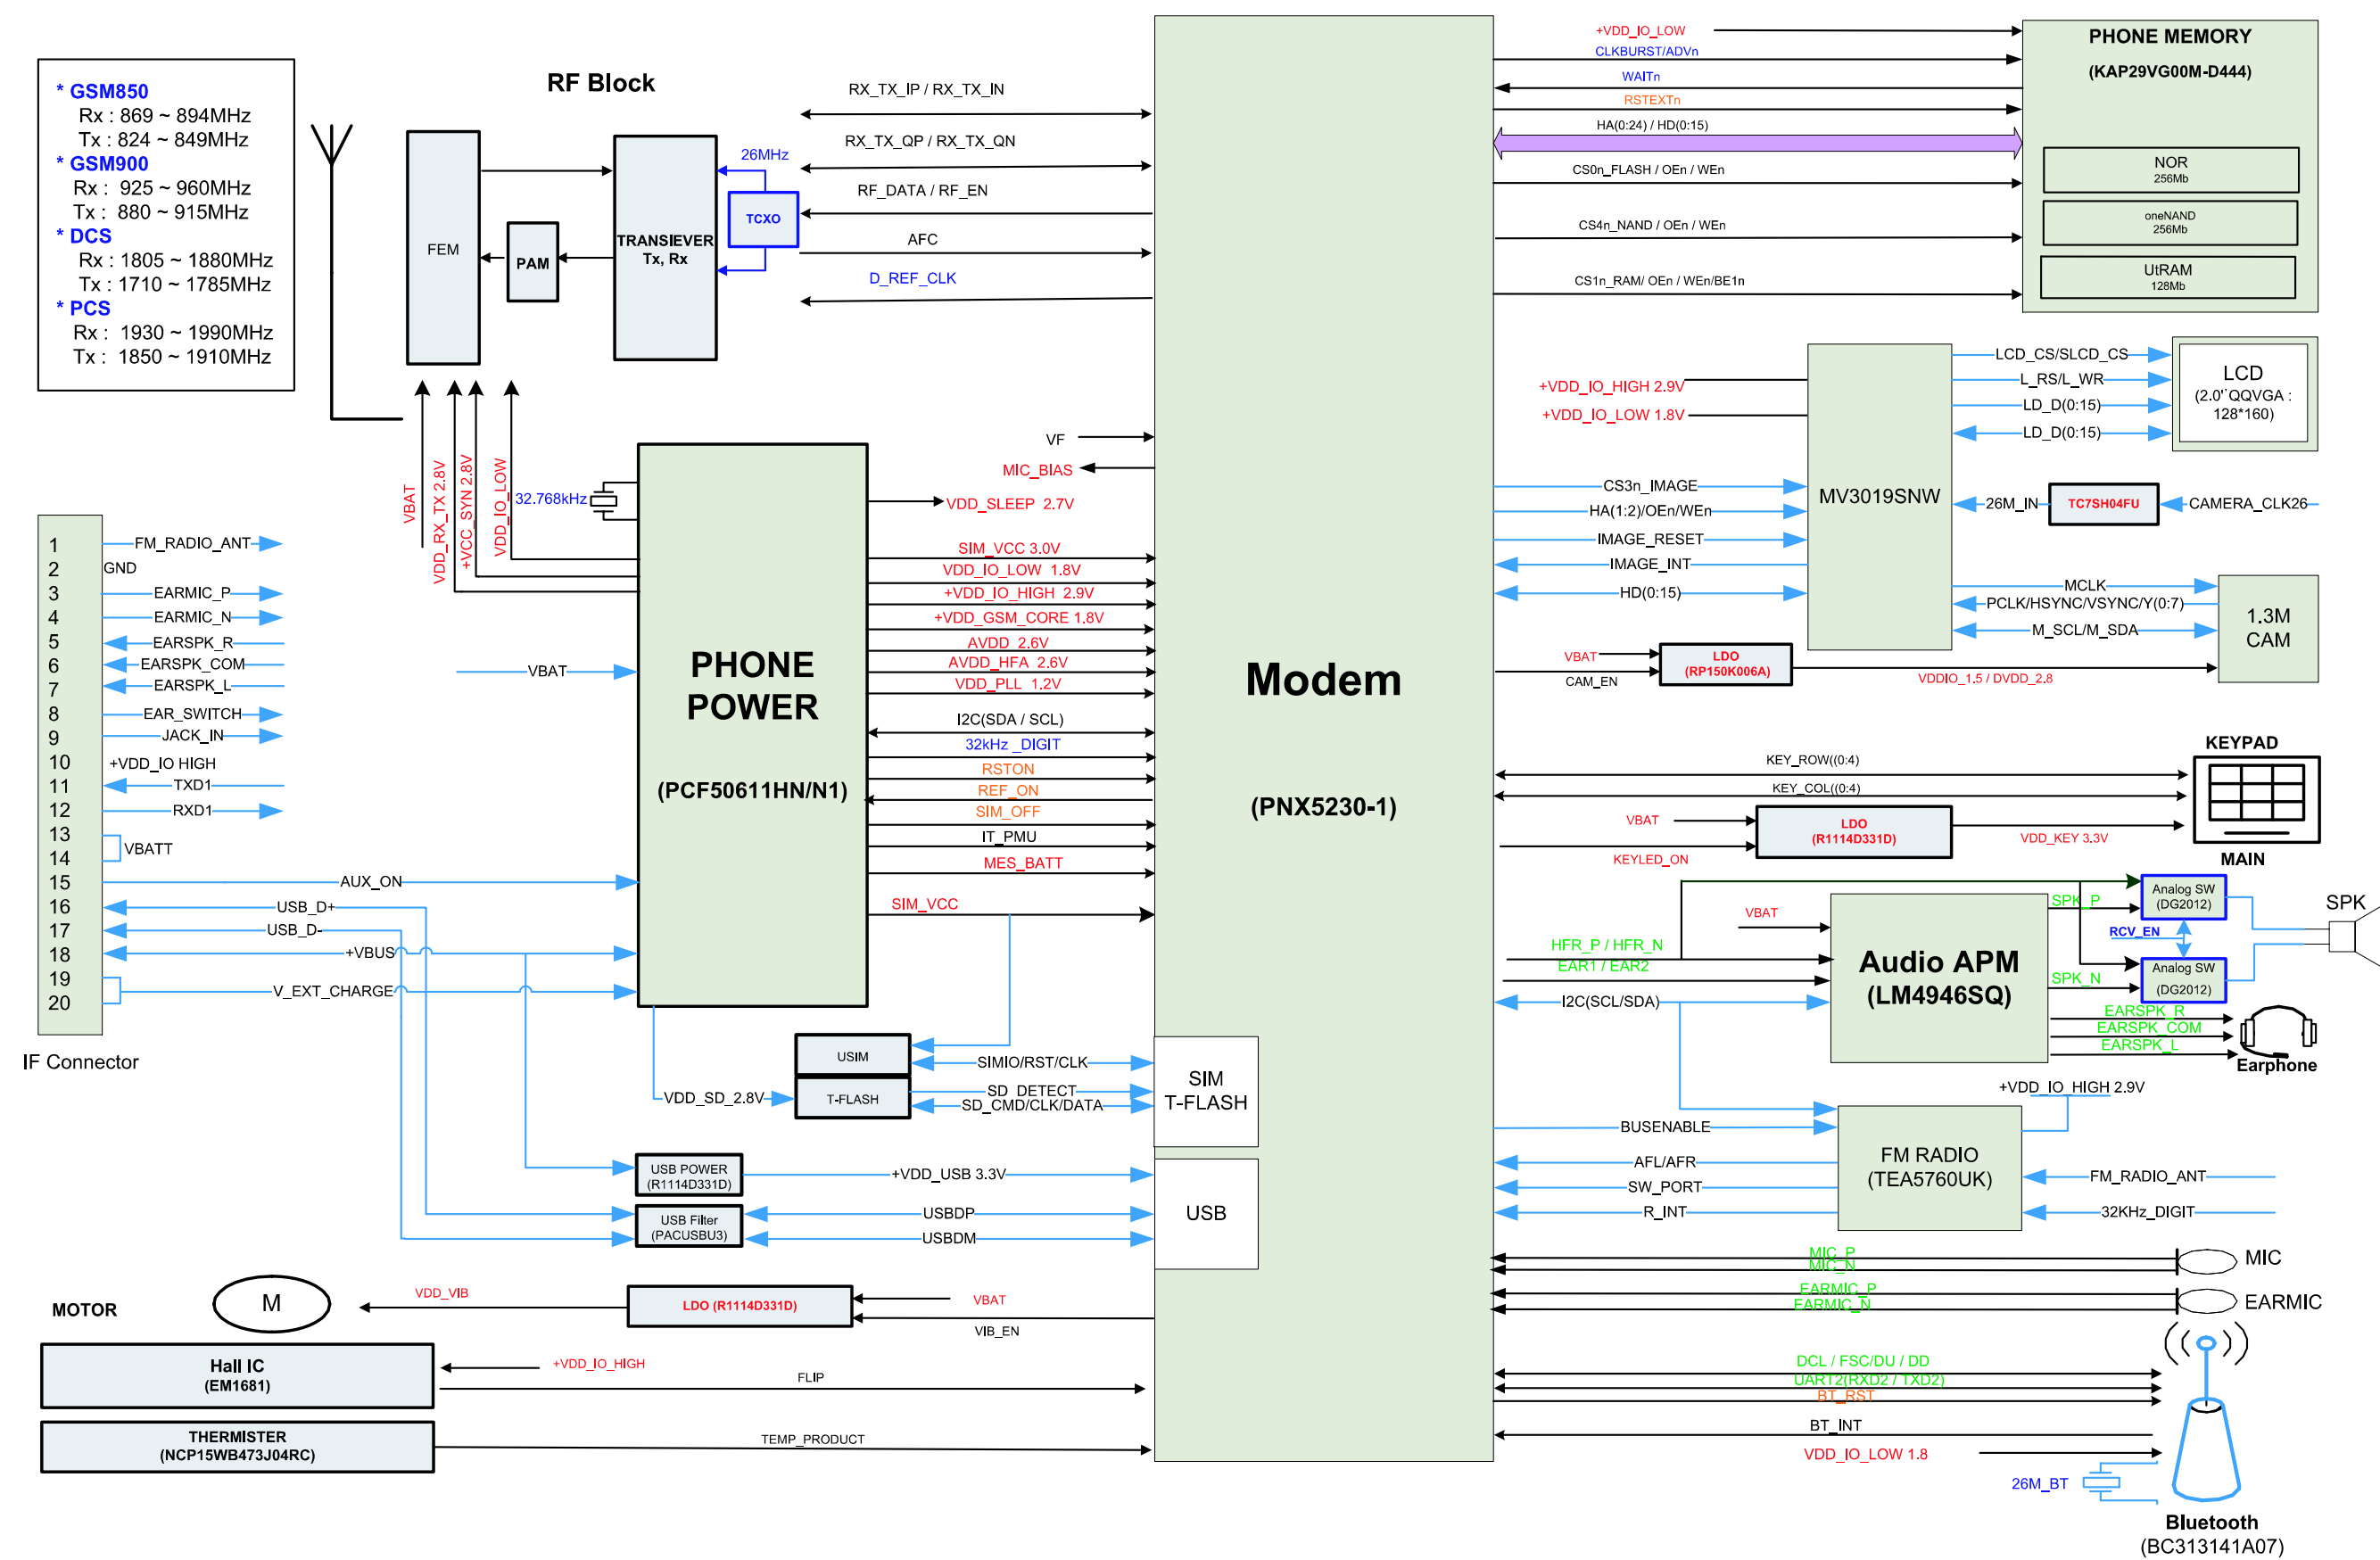 * GSM850
Rx : 869 ~ 894MHz
Tx : 824 ~ 849MHz
* GSM900
Rx : 925 ~ 960MHz
Tx : 880 ~ 915MHz
* DCS
Rx : 1805 ~ 1880MHz
Tx : 1710 ~ 1785MHz
* PCS
Rx : 1930 ~ 1990MHz
Tx : 1850 ~ 1910MHz
RF Block
FEM
PAM
TRANSIEVER
Tx, Rx
26MHz
TCXO
RX_TX_IP / RX_TX_IN
RX_TX_QP / RX_TX_QN
RF_DATA / RF_EN
AFC
D_REF_CLK
VBAT
VDD_RX_TX 2.8V
+VCC_SYN 2.8V
VDD_IO_LOW
32.768kHz
VF
MIC_BIAS
VDD_SLEEP 2.7V
SIM_VCC 3.0V
VDD_IO_LOW 1.8V
+VDD_IO_HIGH 2.9V
+VDD_GSM_CORE 1.8V
AVDD 2.6V
AVDD_HFA 2.6V
VDD_PLL 1.2V
I2C(SDA / SCL)
32kHz _DIGIT
RSTON
REF_ON
SIM_OFF
IT_PMU
MES_BATT
SIM_VCC
VBAT
PHONE
POWER
(PCF50611HN/N1)
1
FM_RADIO_ANT
2
GND
3
EARMIC_P
4
EARMIC_N
5
EARSPK_R
6
EARSPK_COM
7
EARSPK_L
8
EAR_SWITCH
9
JACK_IN
10
+VDD_IO HIGH
11
TXD1
12
RXD1
13
14
VBATT
15
AUX_ON
16
USB_D+
17
USB_D-
18
+VBUS
19
20
V_EXT_CHARGE
IF Connector
USIM
T-FLASH
SIMIO/RST/CLK
VDD_SD_2.8V
SD_DETECT
SD_CMD/CLK/DATA
SIM
T-FLASH
USB POWER
(R1114D331D)
+VDD_USB 3.3V
USB Filter
(PACUSBU3)
USBDP
USBDM
USB
MOTOR
M
VDD_VIB
LDO (R1114D331D)
VBAT
VIB_EN
Hall IC
(EM1681)
+VDD_IO_HIGH
FLIP
THERMISTER
(NCP15WB473J04RC)
TEMP_PRODUCT
Modem
(PNX5230-1)
+VDD_IO_LOW
CLKBURST/ADVn
WAITn
RSTEXTn
HA(0:24) / HD(0:15)
CS0n_FLASH / OEn / WEn
CS4n_NAND / OEn / WEn
CS1n_RAM/ OEn / WEn/BE1n
PHONE MEMORY
(KAP29VG00M-D444)
NOR
256Mb
oneNAND
256Mb
UtRAM
128Mb
+VDD_IO_HIGH 2.9V
+VDD_IO_LOW 1.8V
CS3n_IMAGE
HA(1:2)/OEn/WEn
IMAGE_RESET
IMAGE_INT
HD(0:15)
MV3019SNW
LCD_CS/SLCD_CS
L_RS/L_WR
LD_D(0:15)
LD_D(0:15)
LCD
(2.0'`QQVGA :
128*160)
26M_IN
TC7SH04FU
CAMERA_CLK26
MCLK
PCLK/HSYNC/VSYNC/Y(0:7)
M_SCL/M_SDA
1.3M
CAM
VBAT
CAM_EN
LDO
(RP150K006A)
VDDIO_1.5 / DVDD_2.8
KEY_ROW((0:4)
KEY_COL((0:4)
KEYPAD
MAIN
VBAT
KEYLED_ON
LDO
(R1114D331D)
VDD_KEY 3.3V
VBAT
HFR_P / HFR_N
EAR1 / EAR2
I2C(SCL/SDA)
Audio APM
(LM4946SQ)
SPK_P
Analog SW
(DG2012)
RCV_EN
SPK_N
Analog SW
(DG2012)
SPK
EARSPK_R
EARSPK_COM
EARSPK_L
Earphone
+VDD_IO_HIGH 2.9V
BUSENABLE
AFL/AFR
SW_PORT
R_INT
FM RADIO
(TEA5760UK)
FM_RADIO_ANT
32KHz_DIGIT
MIC_P
MIC_N
MIC
EARMIC_P
EARMIC_N
EARMIC
DCL / FSC/DU / DD
UART2(RXD2 / TXD2)
BT_RST
BT_INT
VDD_IO_LOW 1.8
26M_BT
Bluetooth
(BC313141A07)